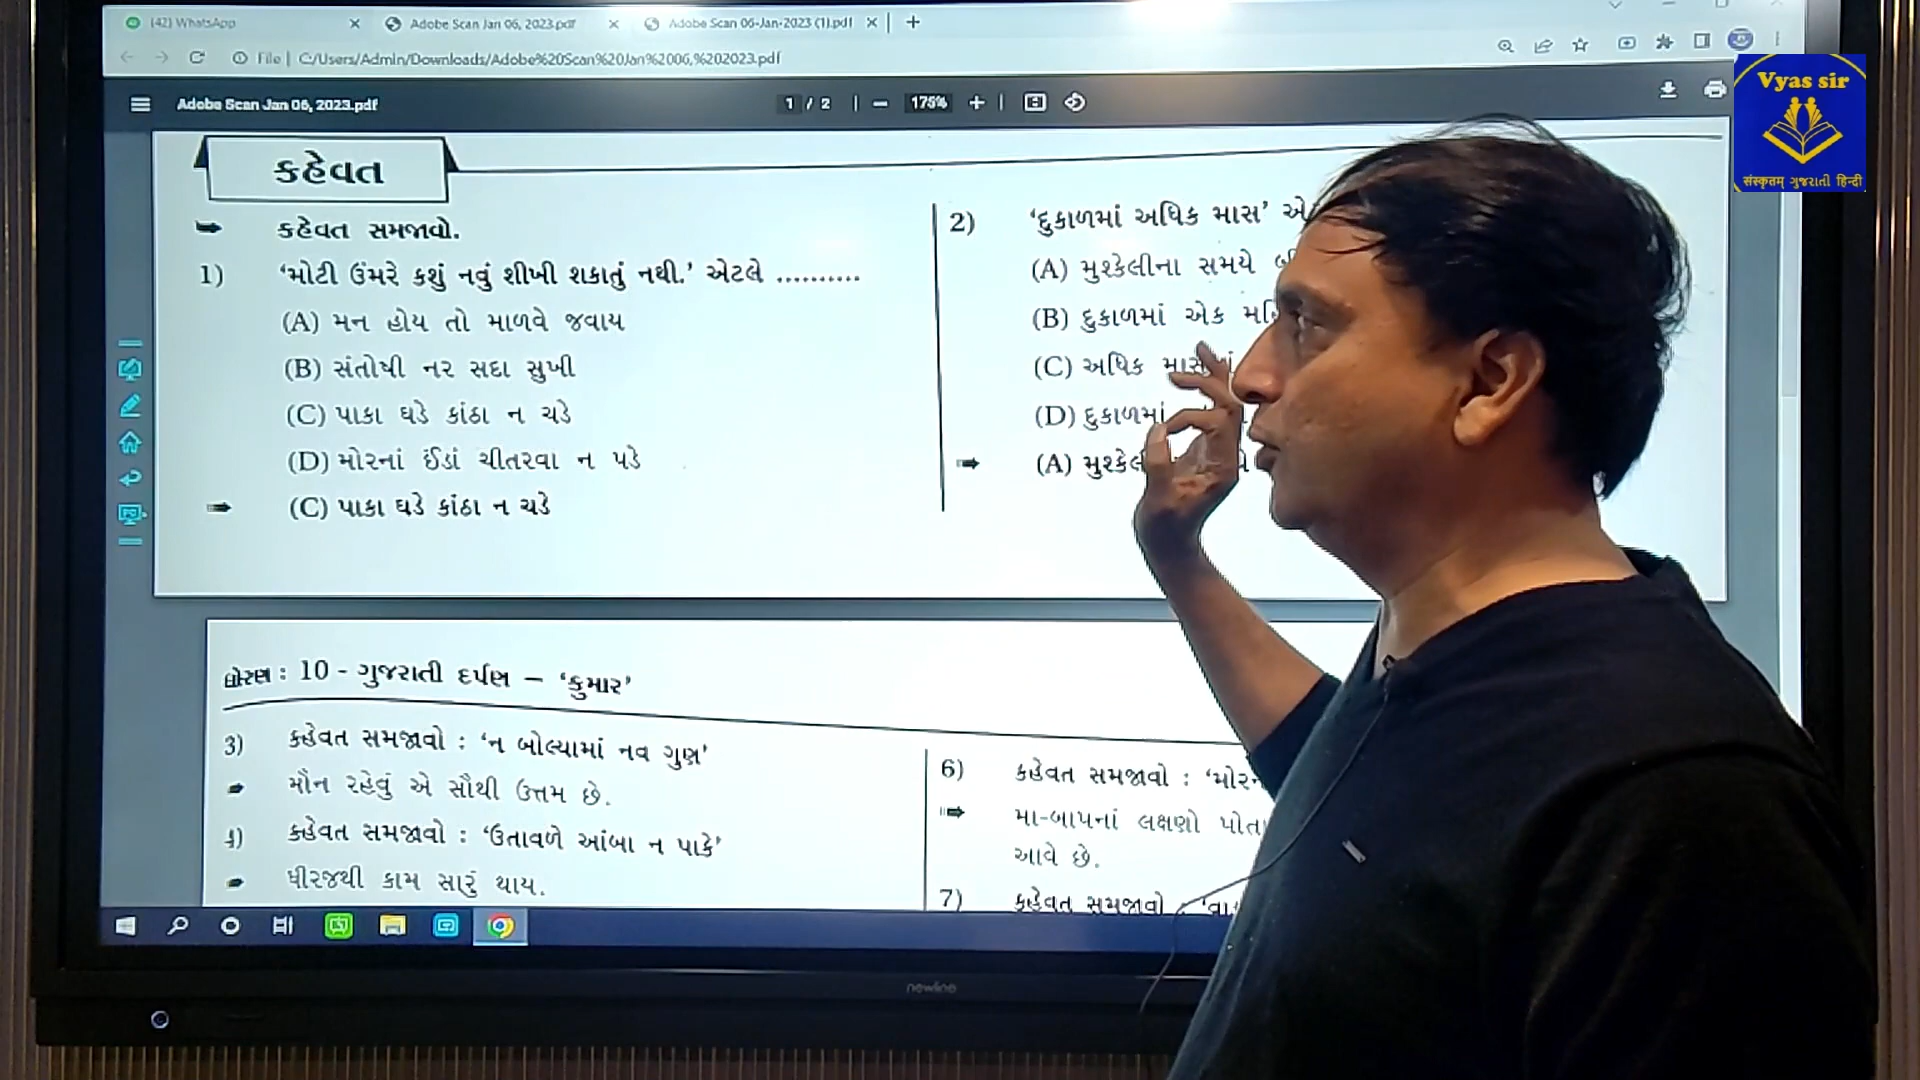 (42) WhatsApp
Adobe Scan Jan 06, 2023.pdf
Adobe Scan 06-Jan-2023 (1).pdf
File | C:/Users/Admin/Downloads/Adobe%20Scan%20Jan%2006,%202023.pdf
Adobe Scan Jan 06, 2023.pdf
1 / 2
175%
Vyas sir
संस्कृतम् ગુજરાતી हिन्दी
કહેવત
કહેવત સમજાવો.
1) ‘મોટી ઉંમરે કશું નવું શીખી શકાતું નથી.’ એટલે ..........
(A) મન હોય તો માળવે જવાય
(B) સંતોષી નર સદા સુખી
(C) પાકા ઘડે કાંઠા ન ચડે
(D) મોરનાં ઈંડાં ચીતરવા ન પડે
(C) પાકા ઘડે કાંઠા ન ચડે
2) ‘દુકાળમાં અધિક માસ’ એ
(A) મુશ્કેલીના સમયે
(B) દુકાળમાં એક
(C) અધિક
(D) દુકાળમાં
(A)
ધોરણ : 10 - ગુજરાતી દર્પણ – ‘કુમાર’
3) કહેવત સમજાવો : ‘ન બોલ્યામાં નવ ગુણ’
મૌન રહેવું એ સૌથી ઉત્તમ છે.
4) કહેવત સમજાવો : ‘ઉતાવળે આંબા ન પાકે’
ધીરજથી કામ સારું થાય.
6) કહેવત સમજાવો : ‘મોરન
મા-બાપનાં લક્ષણો પોતા
આવે છે.
7) કહેવત સમજાવો : ‘વા
newline